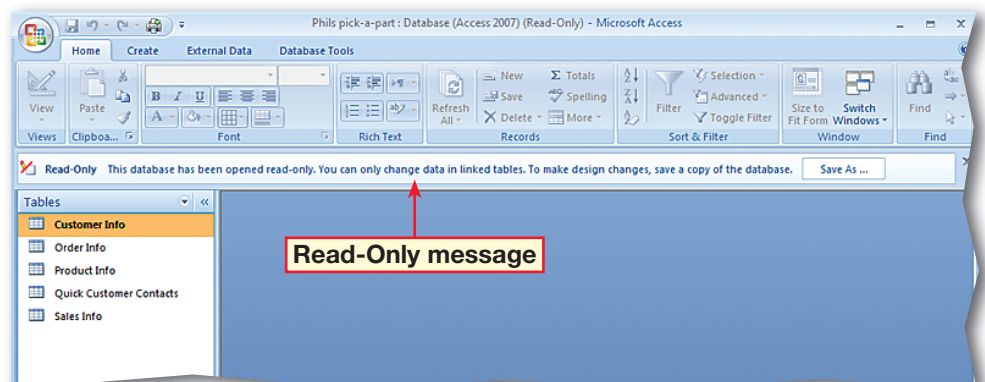 Phils pick-a-part : Database (Access 2007) (Read-Only) - Microsoft Access
Home Create External Data Database Tools
View Paste B I U A Refresh All New Save Delete Totals Spelling More Filter Selection Advanced Toggle Filter Size to Fit Form Switch Windows Find
Views Clipboa... Font Rich Text Records Sort & Filter Window Find
Read-Only This database has been opened read-only. You can only change data in linked tables. To make design changes, save a copy of the database. Save As ...
Tables
Customer Info
Read-Only message
Order Info
Product Info
Quick Customer Contacts
Sales Info